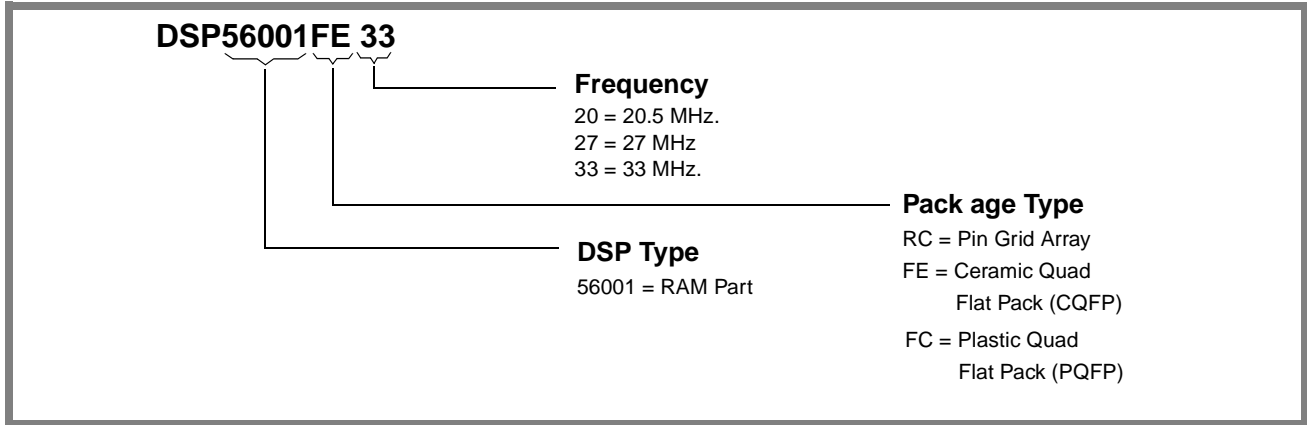 DSP56001FE 33
Frequency
20 = 20.5 MHz.
27 = 27 MHz
33 = 33 MHz.
Pack age Type
RC = Pin Grid Array
FE = Ceramic Quad
Flat Pack (CQFP)
FC = Plastic Quad
Flat Pack (PQFP)
DSP Type
56001 = RAM Part